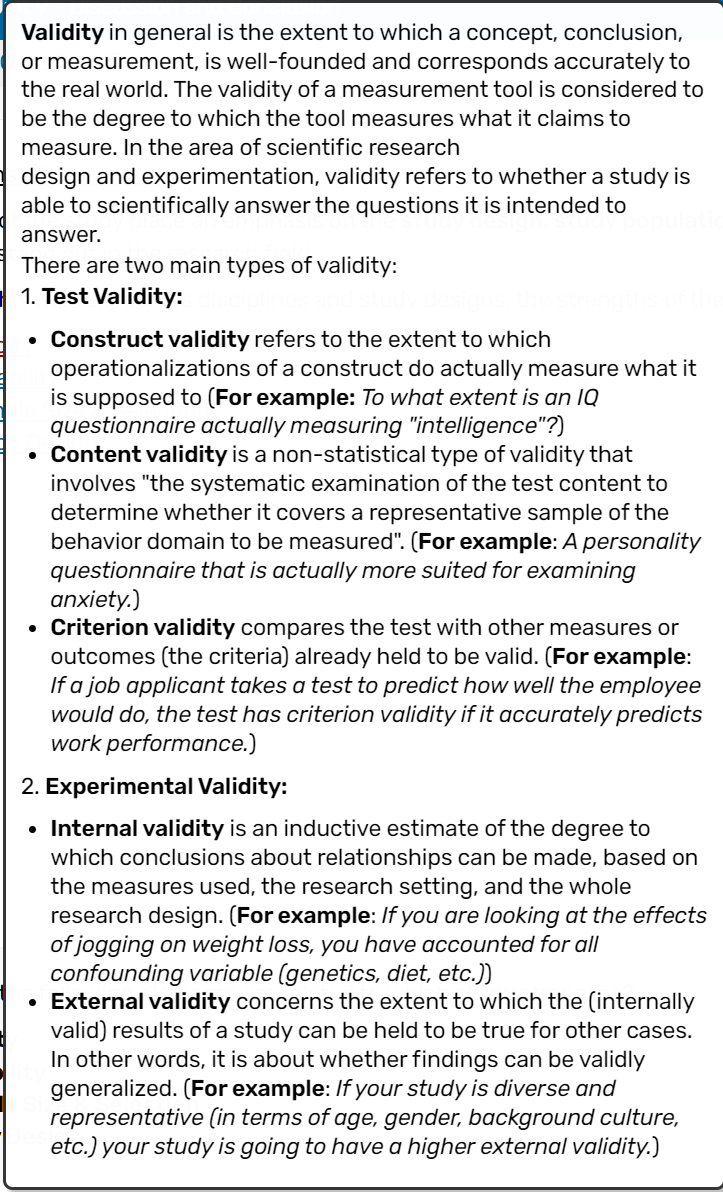 Validity in general is the extent to which a concept, conclusion,
or measurement, is well-founded and corresponds accurately to
the real world. The validity of a measurement tool is considered to
be the degree to which the tool measures what it claims to
measure. In the area of scientific research
design and experimentation, validity refers to whether a study is
able to scientifically answer the questions it is intended to
answer.
There are two main types of validity:
1. Test Validity:
• Construct validity refers to the extent to which
operationalizations of a construct do actually measure what it
is supposed to (For example: To what extent is an IQ
questionnaire actually measuring "intelligence"?)
• Content validity is a non-statistical type of validity that
involves "the systematic examination of the test content to
determine whether it covers a representative sample of the
behavior domain to be measured". (For example: A personality
questionnaire that is actually more suited for examining
anxiety.)
• Criterion validity compares the test with other measures or
outcomes (the criteria) already held to be valid. (For example:
If a job applicant takes a test to predict how well the employee
would do, the test has criterion validity if it accurately predicts
work performance.)
2. Experimental Validity:
• Internal validity is an inductive estimate of the degree to
which conclusions about relationships can be made, based on
the measures used, the research setting, and the whole
research design. (For example: If you are looking at the effects
of jogging on weight loss, you have accounted for all
confounding variable (genetics, diet, etc.))
• External validity concerns the extent to which the (internally
valid) results of a study can be held to be true for other cases.
In other words, it is about whether findings can be validly
generalized. (For example: If your study is diverse and
representative (in terms of age, gender, background culture,
etc.) your study is going to have a higher external validity.)